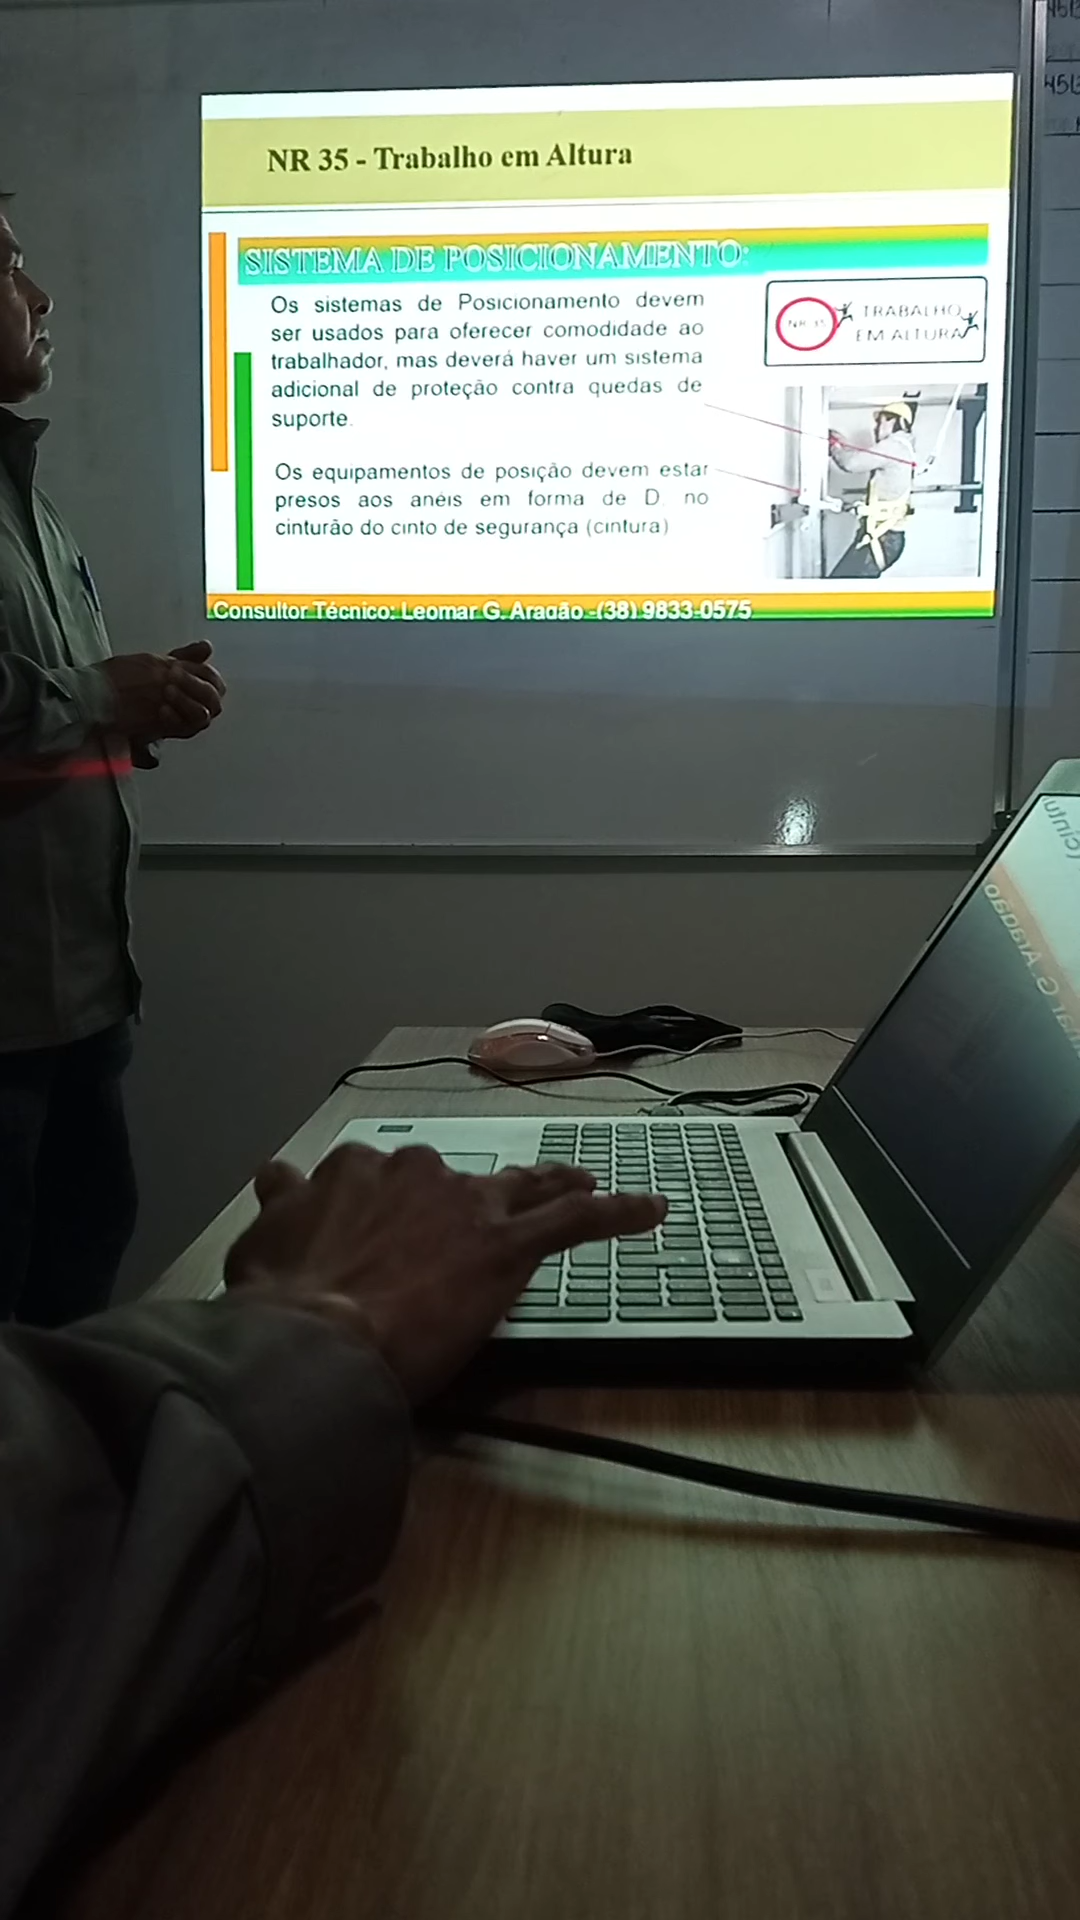 NR 35 - Trabalho em Altura
SISTEMA DE POSICIONAMENTO:
Os sistemas de Posicionamento devem
ser usados para oferecer comodidade ao
trabalhador, mas deverá haver um sistema
adicional de proteção contra quedas de
suporte.
NR 35
TRABALHO
EM ALTURA
Os equipamentos de posição devem estar
presos aos anéis em forma de D no
cinturão do cinto de segurança (cintura)
Consultor Técnico: Leomar G. Aragão -(38) 9833-0575